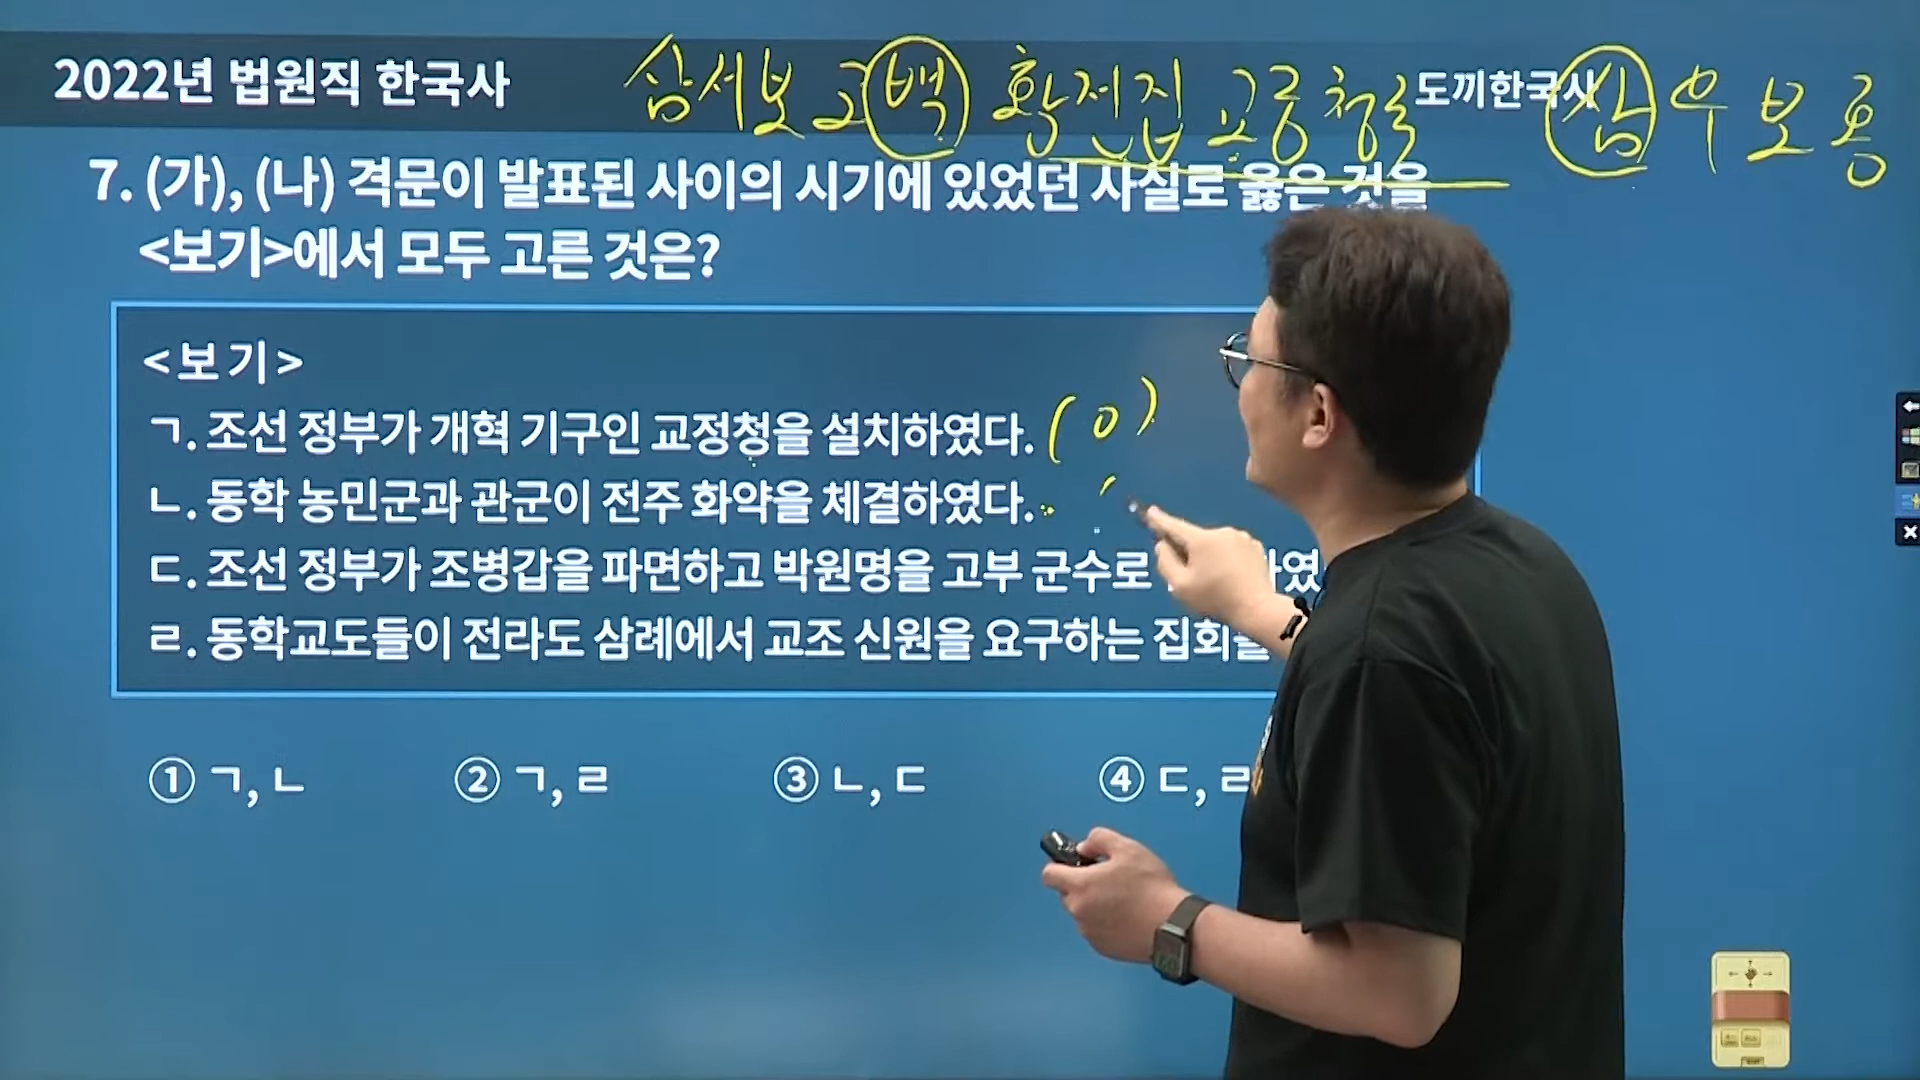 2022년 법원직 한국사
삼서보 고백 황전집 교공청 도끼한국사 삼우보종
7. (가), (나) 격문이 발표된 사이의 시기에 있었던 사실로 옳은 것을
<보기>에서 모두 고른 것은?
<보 기>
ㄱ. 조선 정부가 개혁 기구인 교정청을 설치하였다. (O)
ㄴ. 동학 농민군과 관군이 전주 화약을 체결하였다.
ㄷ. 조선 정부가 조병갑을 파면하고 박원명을 고부 군수로 하였
ㄹ. 동학교도들이 전라도 삼례에서 교조 신원을 요구하는 집회를
① ㄱ, ㄴ ② ㄱ, ㄹ ③ ㄴ, ㄷ ④ ㄷ, ㄹ